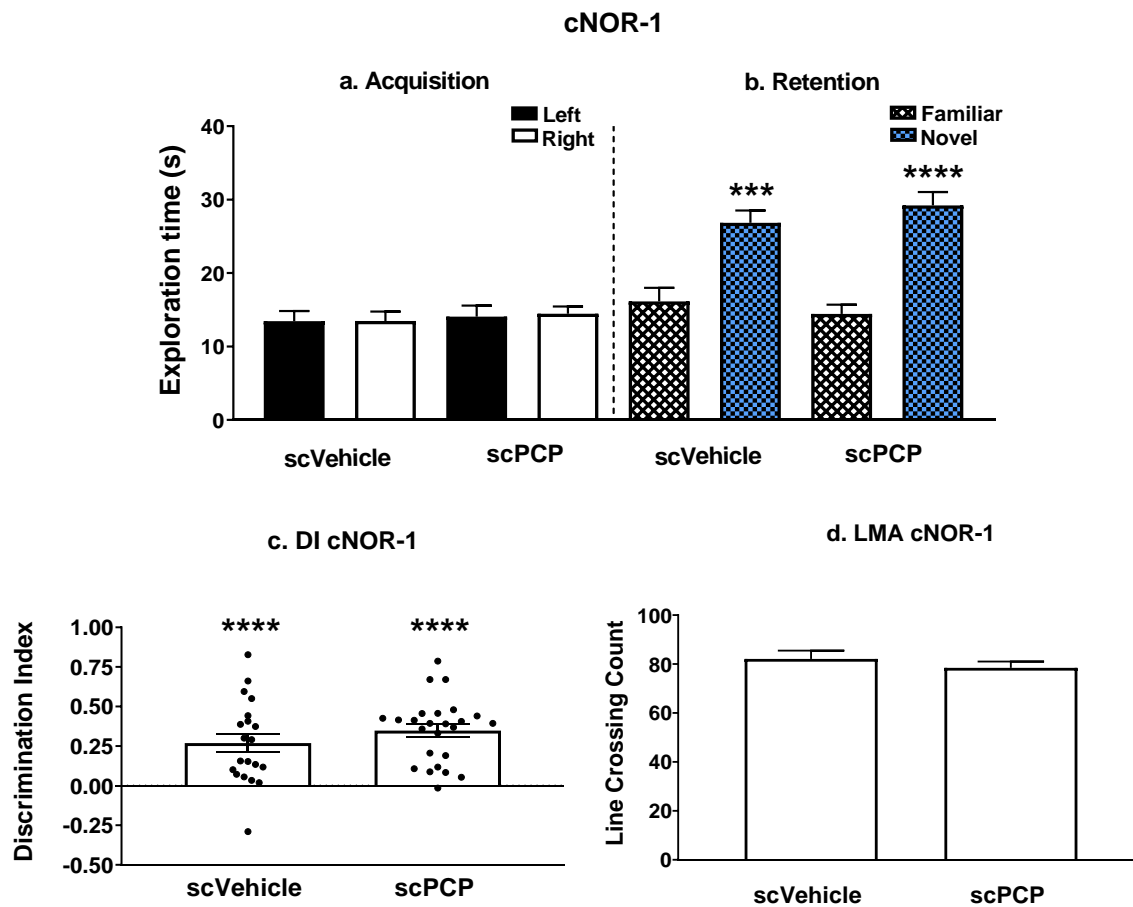 cNOR-1
a. Acquisition
b. Retention
Left
Right
Familiar
Novel
Exploration time (s)
40
30
20
10
0
***
****
scVehicle
scPCP
scVehicle
scPCP
c. DI cNOR-1
Discrimination Index
1.00
0.75
0.50
0.25
0.00
-0.25
-0.50
****
****
scVehicle
scPCP
d. LMA cNOR-1
Line Crossing Count
100
80
60
40
20
0
scVehicle
scPCP